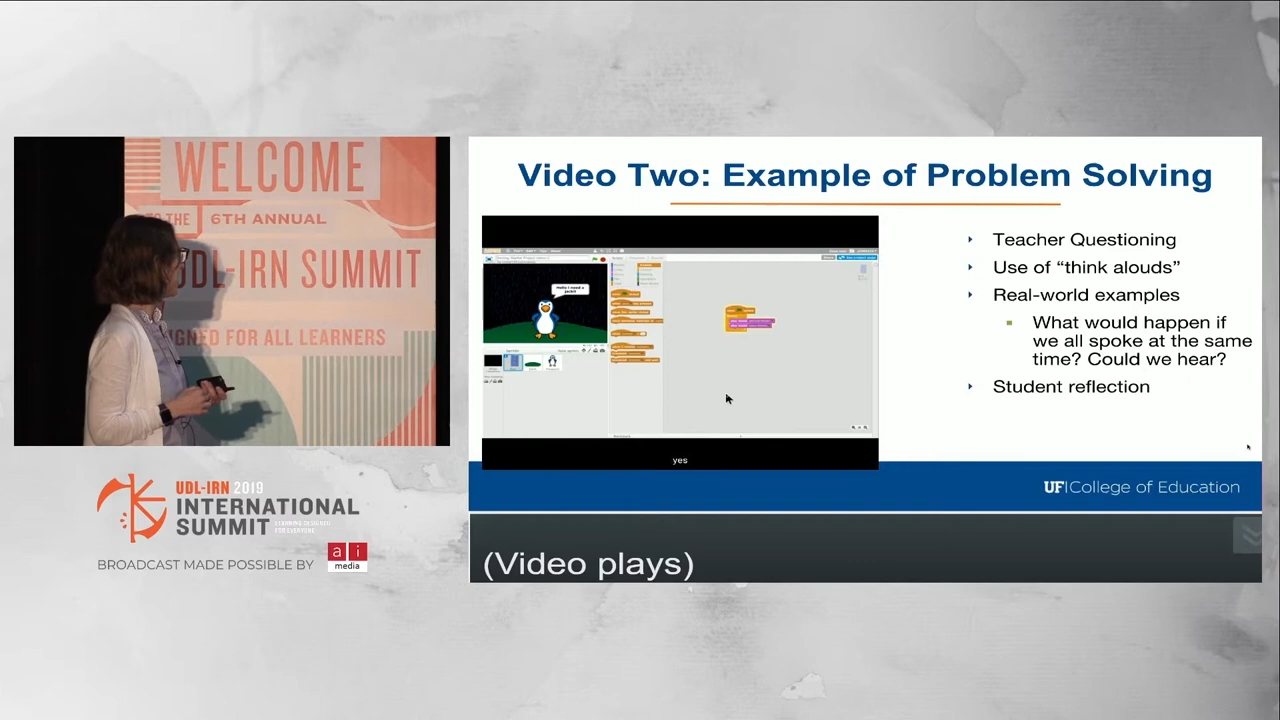 WELCOME
TO THE
6TH ANNUAL
UDL-IRN SUMMIT
DESIGNED FOR ALL LEARNERS
UDL-IRN 2019
INTERNATIONAL
SUMMIT
LEARNING DESIGNED
FOR EVERYONE
BROADCAST MADE POSSIBLE BY
ai
media
Video Two: Example of Problem Solving
Hello I need a
yes
Teacher Questioning
Use of “think alouds”
Real-world examples
What would happen if
we all spoke at the same
time? Could we hear?
Student reflection
UF|College of Education
(Video plays)